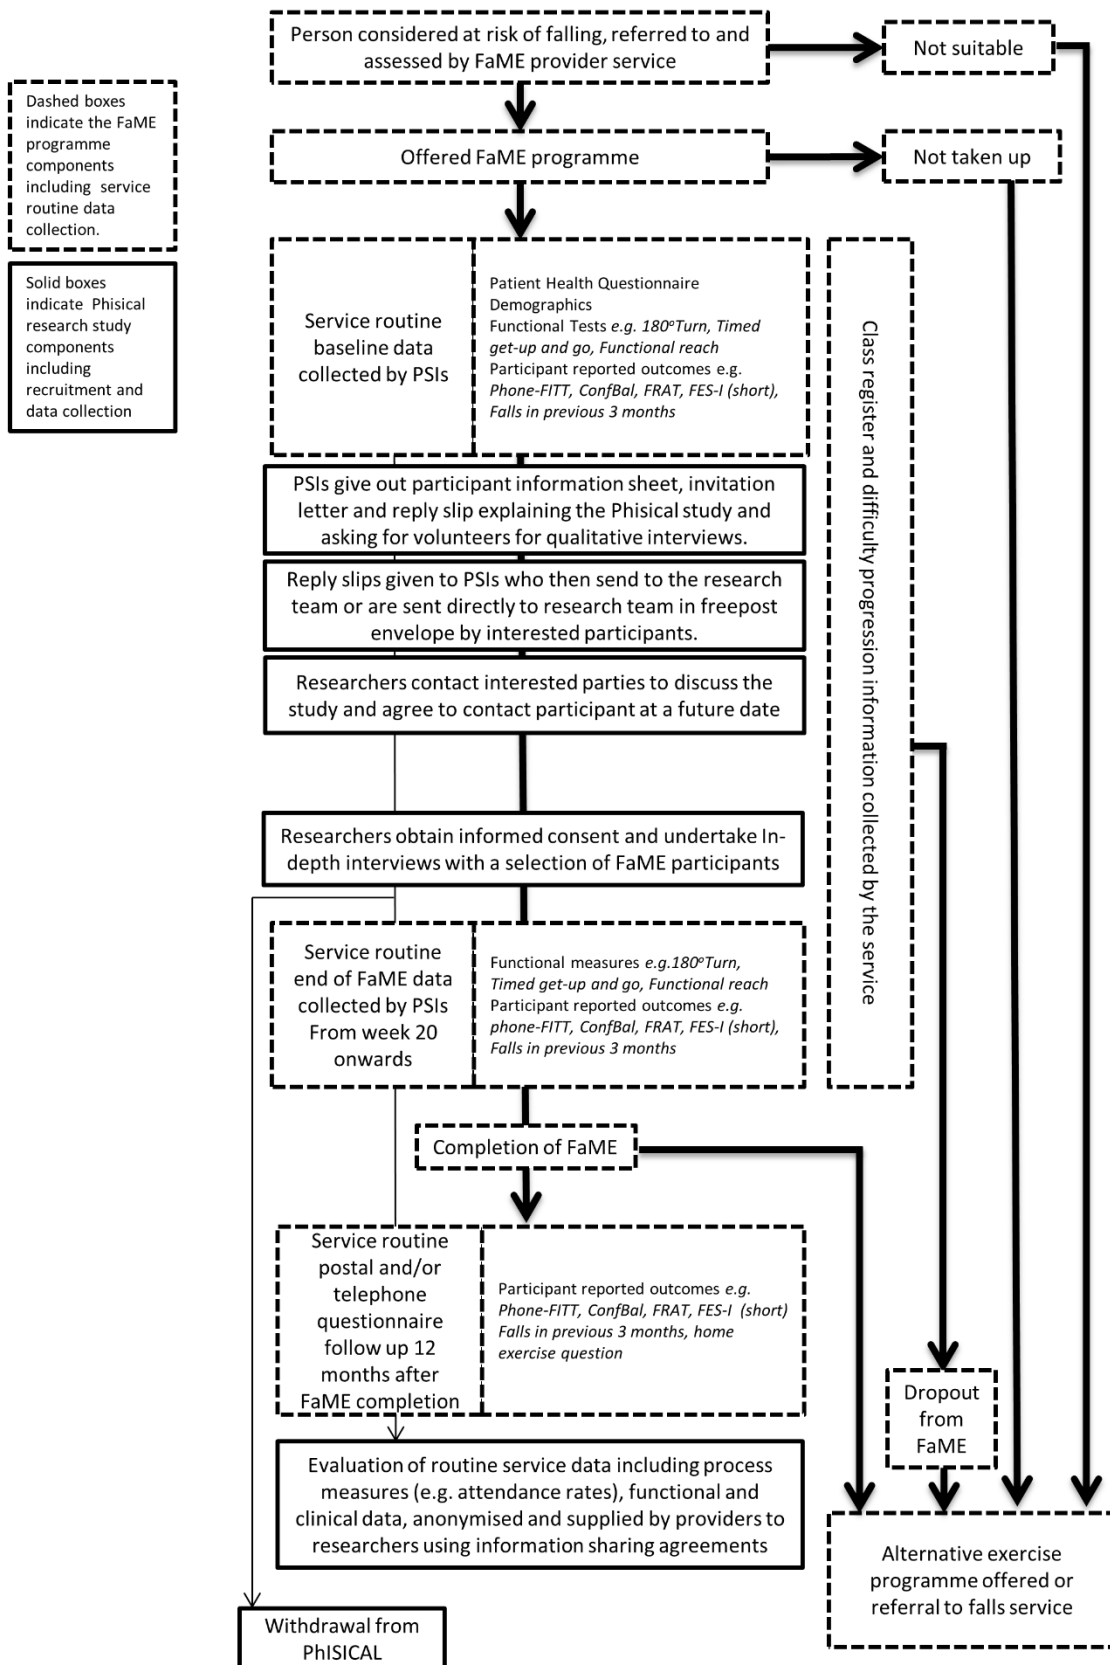 Person considered at risk of falling, referred to and
assessed by FaME provider service
Not suitable
Dashed boxes
indicate the FaME
programme
components
including service
routine data
collection.
Offered FaME programme
Not taken up
Solid boxes
indicate Phisical
research study
components
including
recruitment and
data collection
Service routine
baseline data
collected by PSIs
Patient Health Questionnaire
Demographics
Functional Tests e.g. 180°Turn, Timed
get-up and go, Functional reach
Participant reported outcomes e.g.
Phone-FITT, ConfBal, FRAT, FES-I (short),
Falls in previous 3 months
Class register and difficulty progression information collected by the service
PSIs give out participant information sheet, invitation
letter and reply slip explaining the Phisical study and
asking for volunteers for qualitative interviews.
Reply slips given to PSIs who then send to the research
team or are sent directly to research team in freepost
envelope by interested participants.
Researchers contact interested parties to discuss the
study and agree to contact participant at a future date
Researchers obtain informed consent and undertake In-
depth interviews with a selection of FaME participants
Service routine
end of FaME data
collected by PSIs
From week 20
onwards
Functional measures e.g.180°Turn,
Timed get-up and go, Functional reach
Participant reported outcomes e.g.
phone-FITT, ConfBal, FRAT, FES-I (short),
Falls in previous 3 months
Completion of FaME
Service routine
postal and/or
telephone
questionnaire
follow up 12
months after
FaME completion
Participant reported outcomes e.g.
Phone-FITT, ConfBal, FRAT, FES-I (short)
Falls in previous 3 months, home
exercise question
Dropout
from
FaME
Evaluation of routine service data including process
measures (e.g. attendance rates), functional and
clinical data, anonymised and supplied by providers to
researchers using information sharing agreements
Alternative exercise
programme offered or
referral to falls service
Withdrawal from
PhISICAL